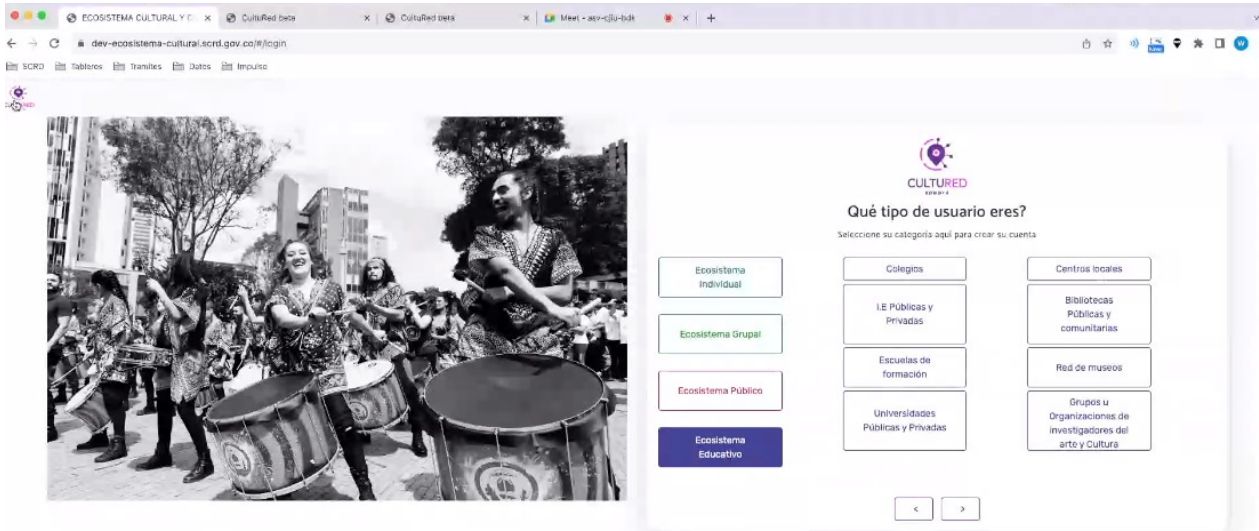 ECOSISTEMA CULTURAL Y C
CultuRed beta
CultuRed beta
Meet - asv-cjiu-bdk
dev-ecosistema-cultural.scrd.gov.co/#/login
SCRD
Tableros
Tramites
Datos
Impulso
CULTURED
Qué tipo de usuario eres?
Seleccione su categoría aquí para crear su cuenta
Ecosistema
Individual
Ecosistema Grupal
Ecosistema Público
Ecosistema
Educativo
Colegios
I.E Públicas y
Privadas
Escuelas de
formación
Universidades
Públicas y Privadas
Centros locales
Bibliotecas
Públicas y
comunitarias
Red de museos
Grupos u
Organizaciones de
investigadores del
arte y Cultura